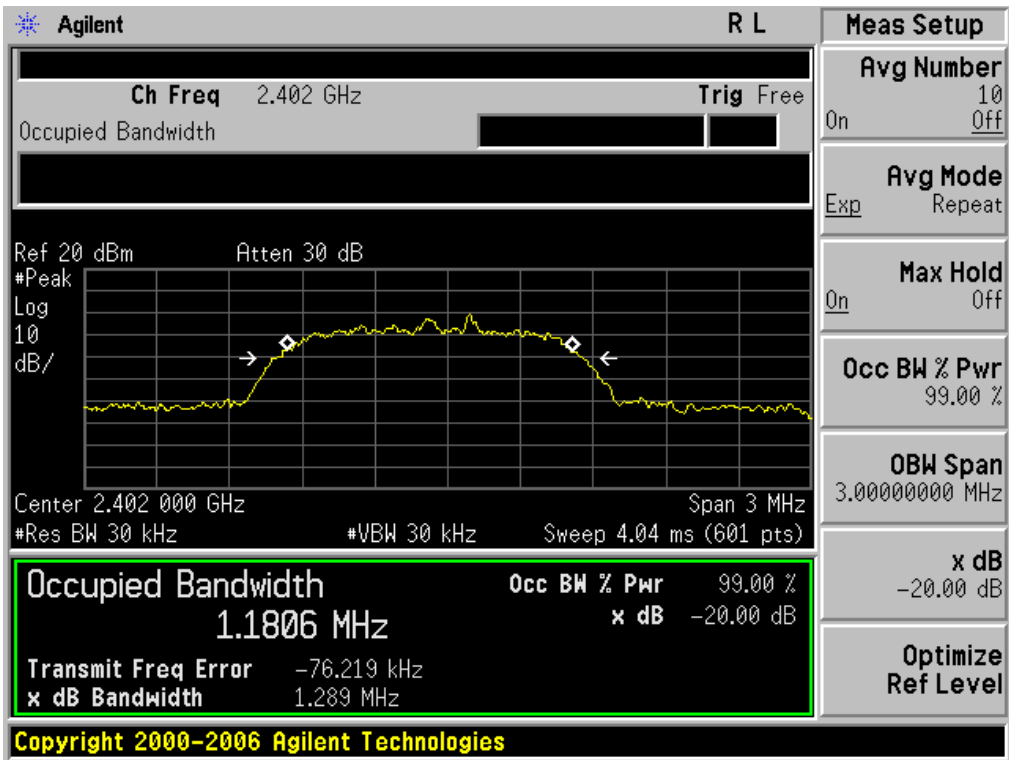 Agilent R L
Ch Freq 2.402 GHz Trig Free
Occupied Bandwidth
Ref 20 dBm Atten 30 dB
#Peak
Log
10
dB/
Center 2.402 000 GHz Span 3 MHz
#Res BW 30 kHz #VBW 30 kHz Sweep 4.04 ms (601 pts)
Occupied Bandwidth Occ BW % Pwr 99.00 %
1.1806 MHz x dB -20.00 dB
Transmit Freq Error -76.219 kHz
x dB Bandwidth 1.289 MHz
Copyright 2000-2006 Agilent Technologies
Meas Setup
Avg Number
10
On Off
Avg Mode
Exp Repeat
Max Hold
On Off
Occ BW % Pwr
99.00 %
OBW Span
3.00000000 MHz
x dB
-20.00 dB
Optimize
Ref Level